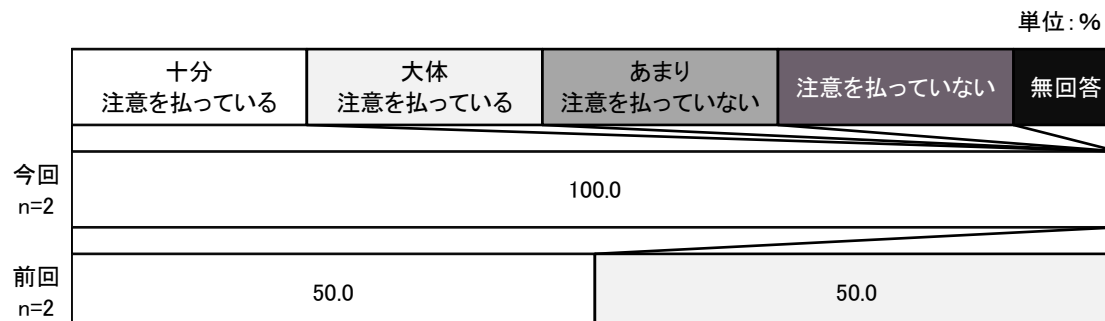 単位:%
十分
注意を払っている
大体
注意を払っている
あまり
注意を払っていない
注意を払っていない
無回答
今回
n=2
100.0
前回
n=2
50.0
50.0